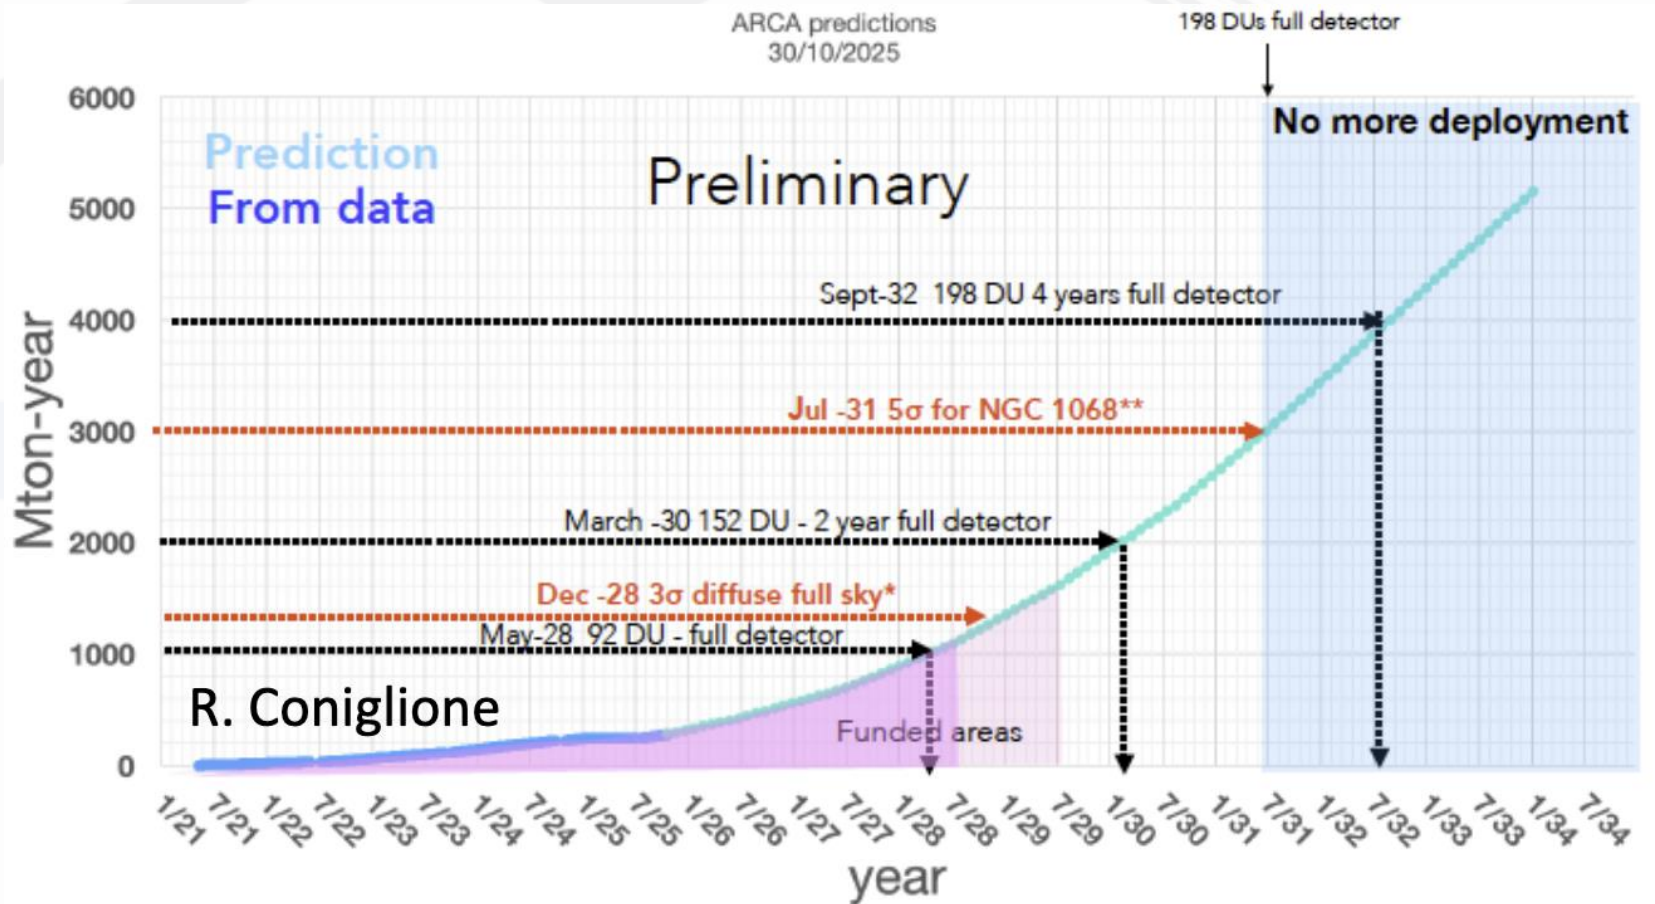 ARCA predictions
30/10/2025
198 DUs full detector
No more deployment
Prediction
From data
Preliminary
Sept-32 198 DU 4 years full detector
Jul -31 5σ for NGC 1068**
March -30 152 DU - 2 year full detector
Dec -28 3σ diffuse full sky*
May-28 92 DU - full detector
R. Coniglione
Funded areas
Mton-year
6000
5000
4000
3000
2000
1000
0
1/21
7/21
1/22
7/22
1/23
7/23
1/24
7/24
1/25
7/25
1/26
7/26
1/27
7/27
1/28
7/28
1/29
7/29
1/30
7/30
1/31
7/31
1/32
7/32
1/33
7/33
1/34
7/34
year